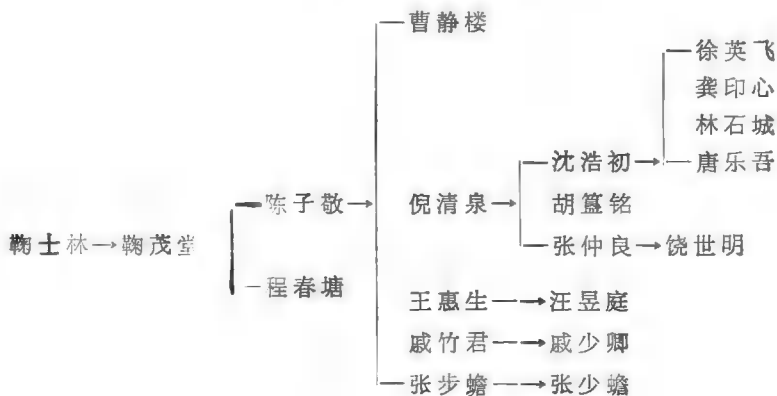 曹静楼
徐英飞
龚印心
林石城
沈浩初→唐乐吾
陈子敬→倪清泉→胡簋铭
鞠士林→鞠茂堂
张仲良→饶世明
程春塘
王惠生→汪昱庭
戚竹君→戚少卿
张步蟾→张少蟾